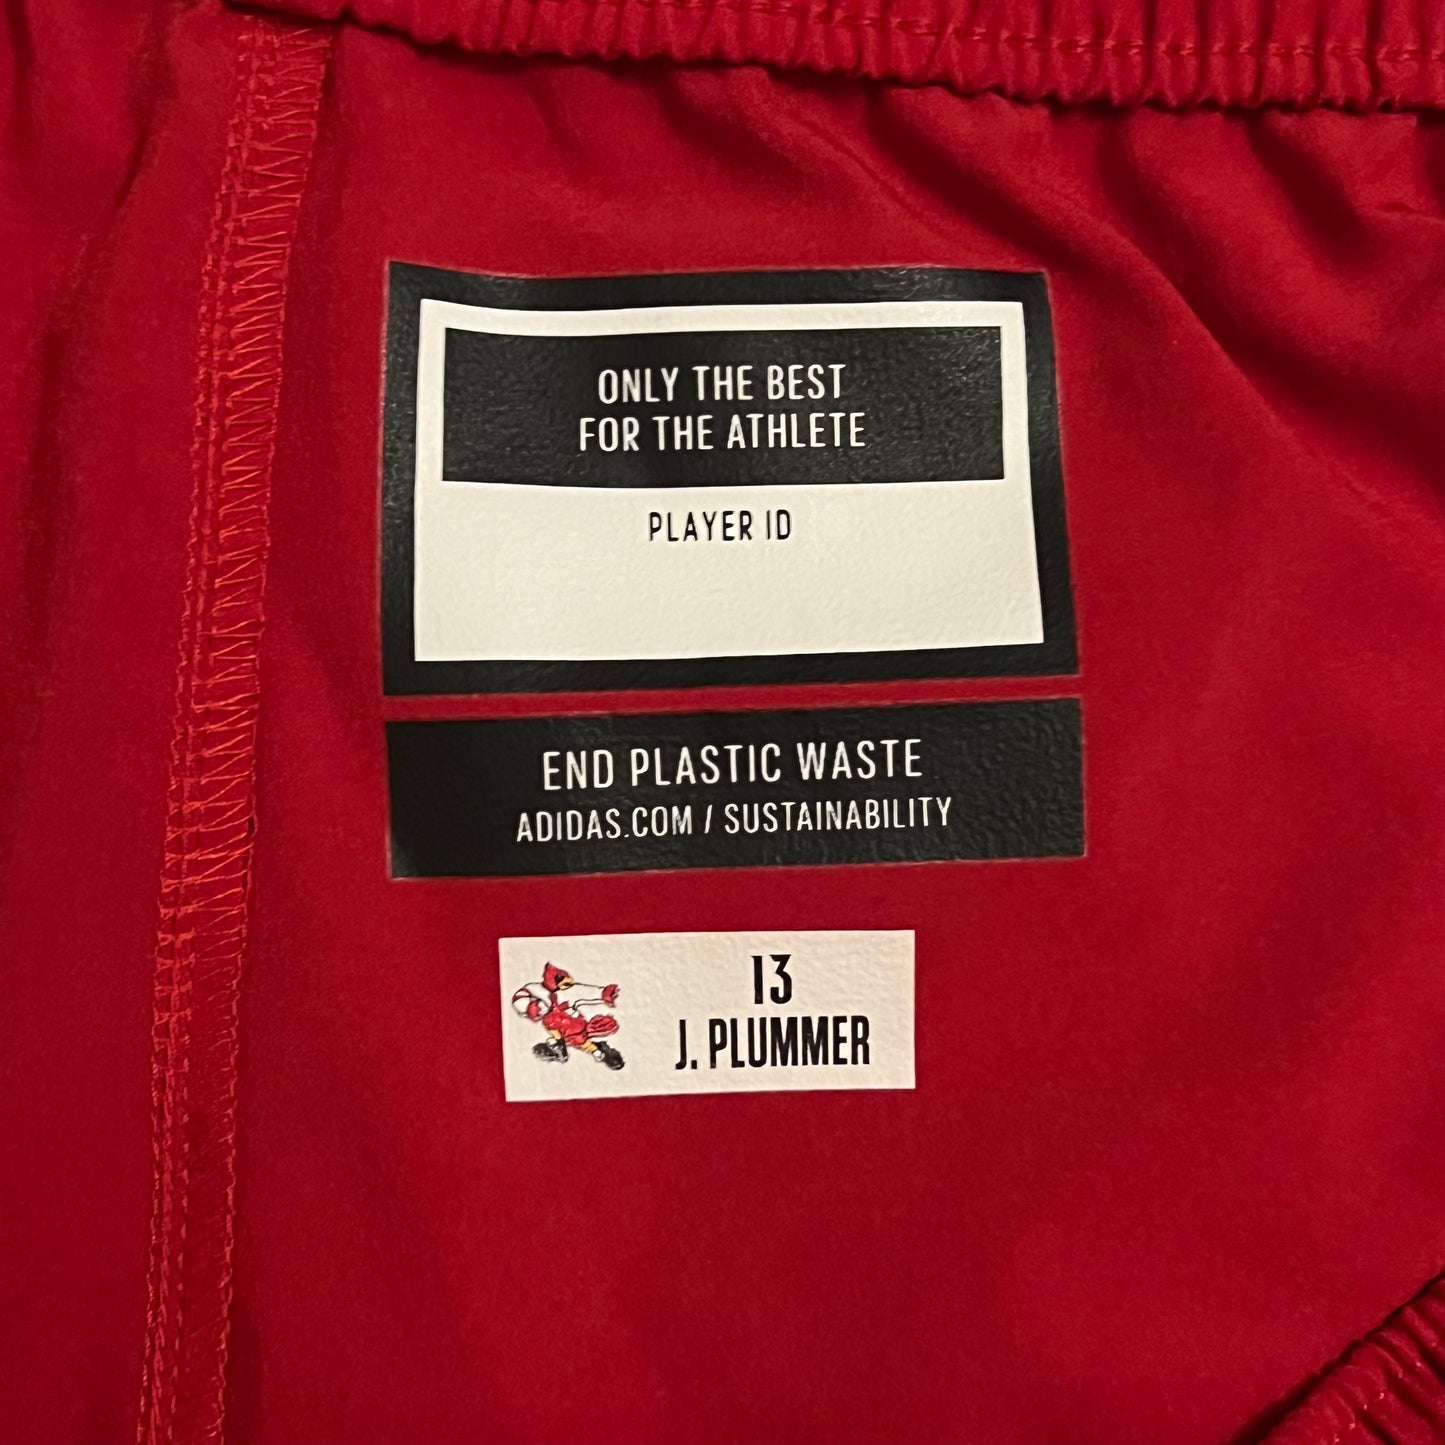 ONLY THE BEST
FOR THE ATHLETE
PLAYER ID
END PLASTIC WASTE
ADIDAS.COM / SUSTAINABILITY
13
J. PLUMMER